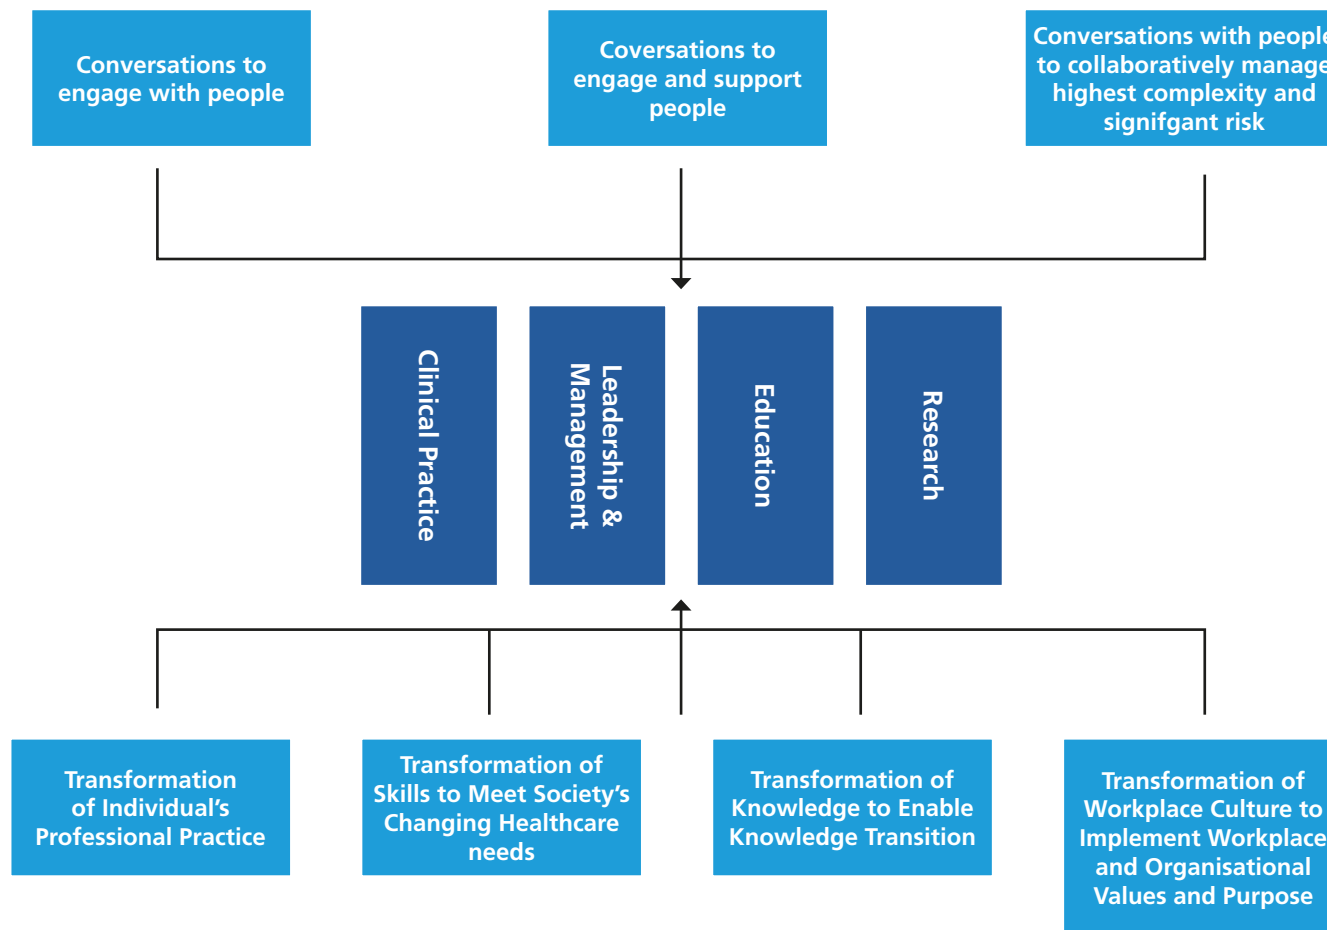 Conversations to
engage with people
Coversations to
engage and support
people
Conversations with people
to collaboratively manage
highest complexity and
signifgant risk
Clinical Practice
Leadership &
Management
Education
Research
Transformation
of Individual’s
Professional Practice
Transformation of
Skills to Meet Society’s
Changing Healthcare
needs
Transformation of
Knowledge to Enable
Knowledge Transition
Transformation of
Workplace Culture to
Implement Workplace
and Organisational
Values and Purpose